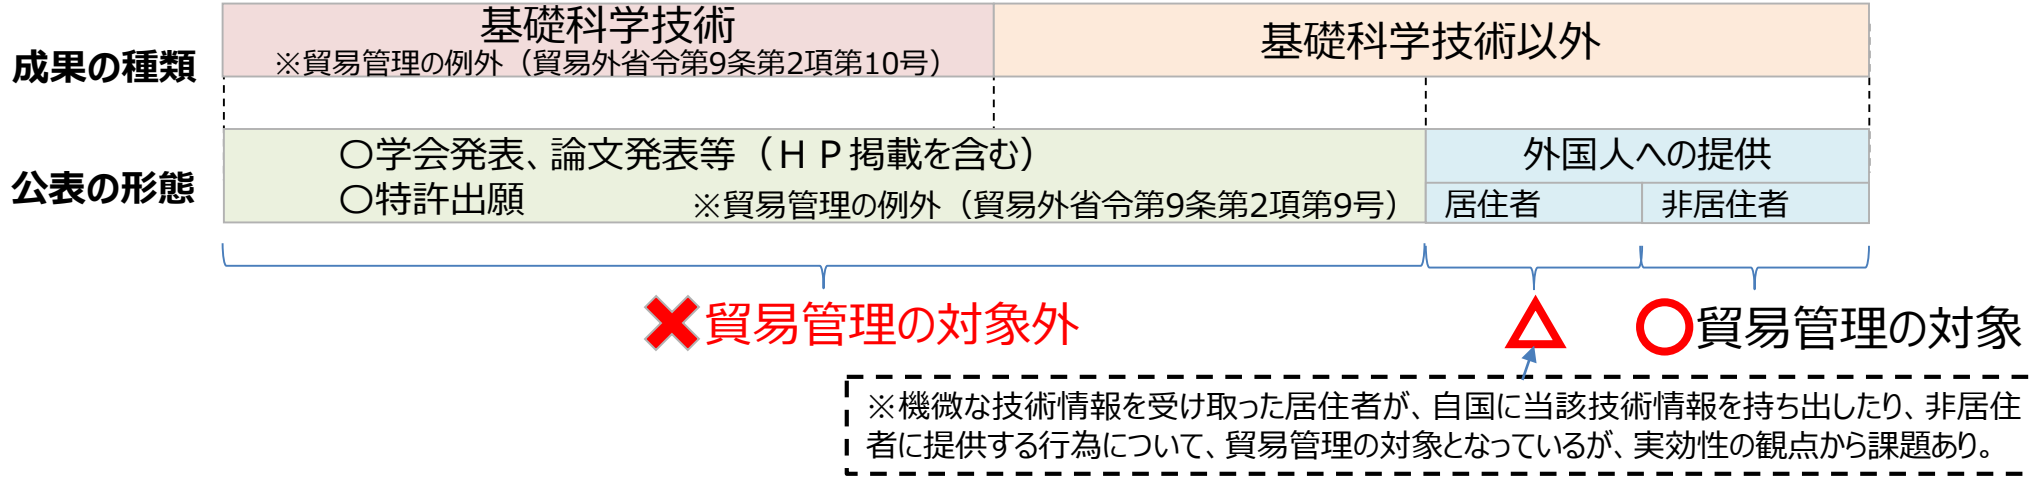 成果の種類
基礎科学技術
※貿易管理の例外（貿易外省令第9条第2項第10号）
基礎科学技術以外
公表の形態
〇学会発表、論文発表等（ＨＰ掲載を含む）
〇特許出願
※貿易管理の例外（貿易外省令第9条第2項第9号）
外国人への提供
居住者
非居住者
貿易管理の対象外
貿易管理の対象
※機微な技術情報を受け取った居住者が、自国に当該技術情報を持ち出したり、非居住
者に提供する行為について、貿易管理の対象となっているが、実効性の観点から課題あり。